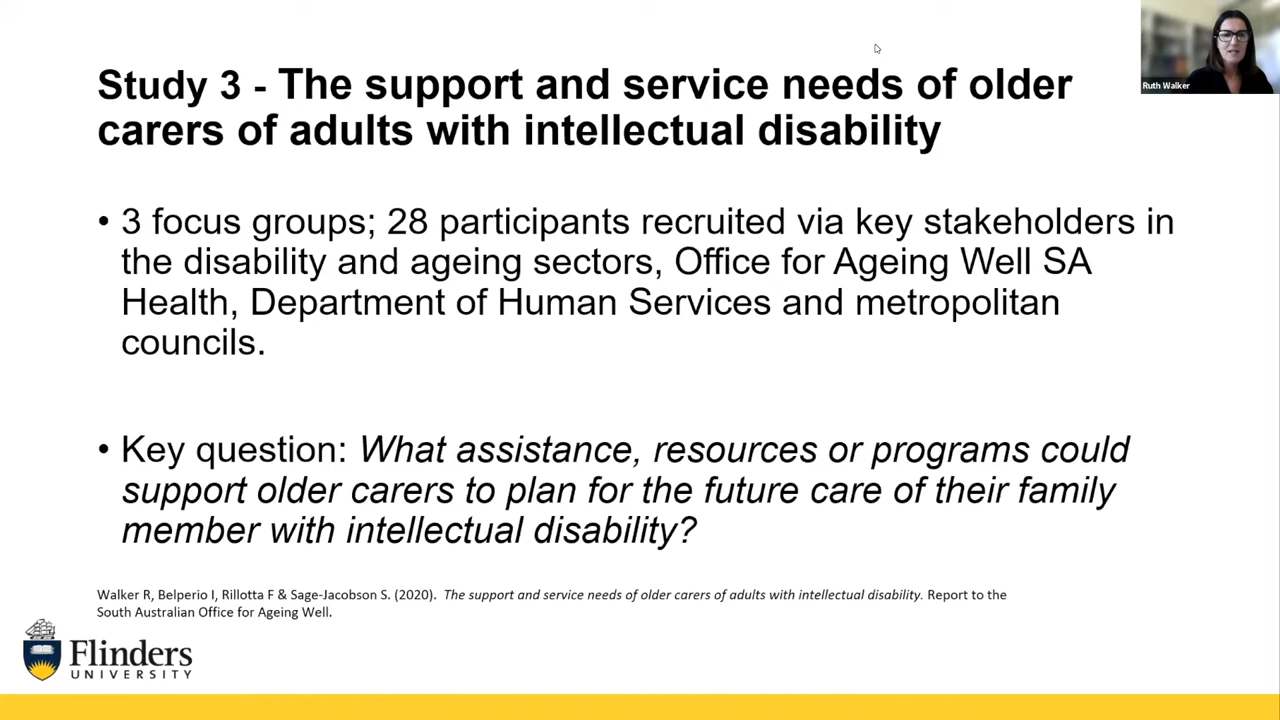 Ruth Walker
Study 3 - The support and service needs of older
carers of adults with intellectual disability
• 3 focus groups; 28 participants recruited via key stakeholders in
the disability and ageing sectors, Office for Ageing Well SA
Health, Department of Human Services and metropolitan
councils.
• Key question: What assistance, resources or programs could
support older carers to plan for the future care of their family
member with intellectual disability?
Walker R, Belperio I, Rillotta F & Sage-Jacobson S. (2020). The support and service needs of older carers of adults with intellectual disability. Report to the
South Australian Office for Ageing Well.
Flinders
UNIVERSITY